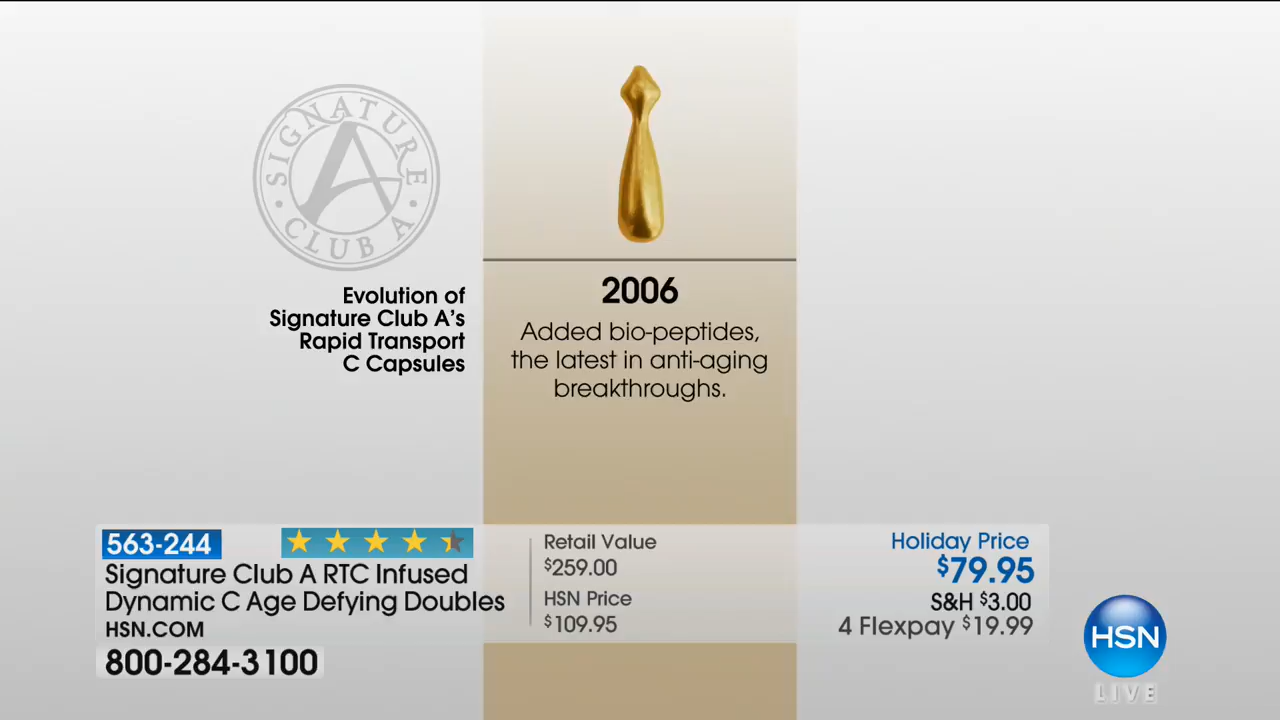 SIGNATURE
CLUB A
A
Evolution of
Signature Club A's
Rapid Transport
C Capsules
2006
Added bio-peptides,
the latest in anti-aging
breakthroughs.
563-244
Signature Club A RTC Infused
Dynamic C Age Defying Doubles
HSN.COM
800-284-3100
Retail Value
$259.00
HSN Price
$109.95
Holiday Price
$79.95
S&H $3.00
4 Flexpay $19.99
HSN
LIVE